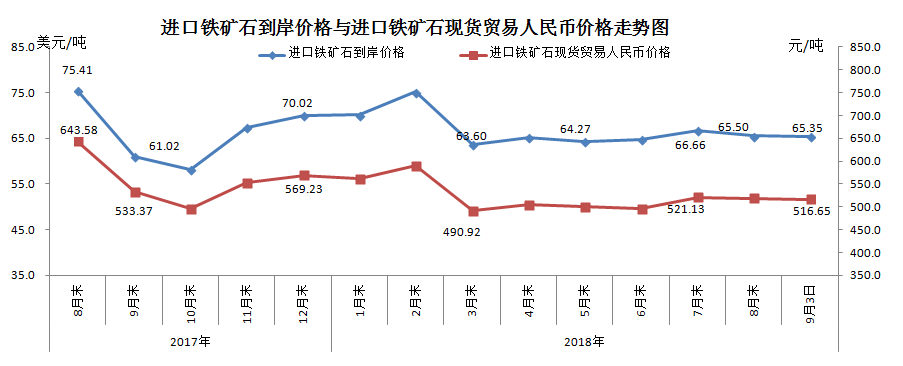 进口铁矿石到岸价格与进口铁矿石现货贸易人民币价格走势图
美元/吨
元/吨
进口铁矿石到岸价格
进口铁矿石现货贸易人民币价格
85.0
75.0
65.0
55.0
45.0
35.0
850.0
800.0
750.0
700.0
650.0
600.0
550.0
500.0
450.0
400.0
350.0
75.41
61.02
70.02
63.60
64.27
66.66
65.50
65.35
643.58
533.37
569.23
490.92
521.13
516.65
8月末
9月末
10月末
11月末
12月末
1月末
2月末
3月末
4月末
5月末
6月末
7月末
8月末
9月3日
2017年
2018年